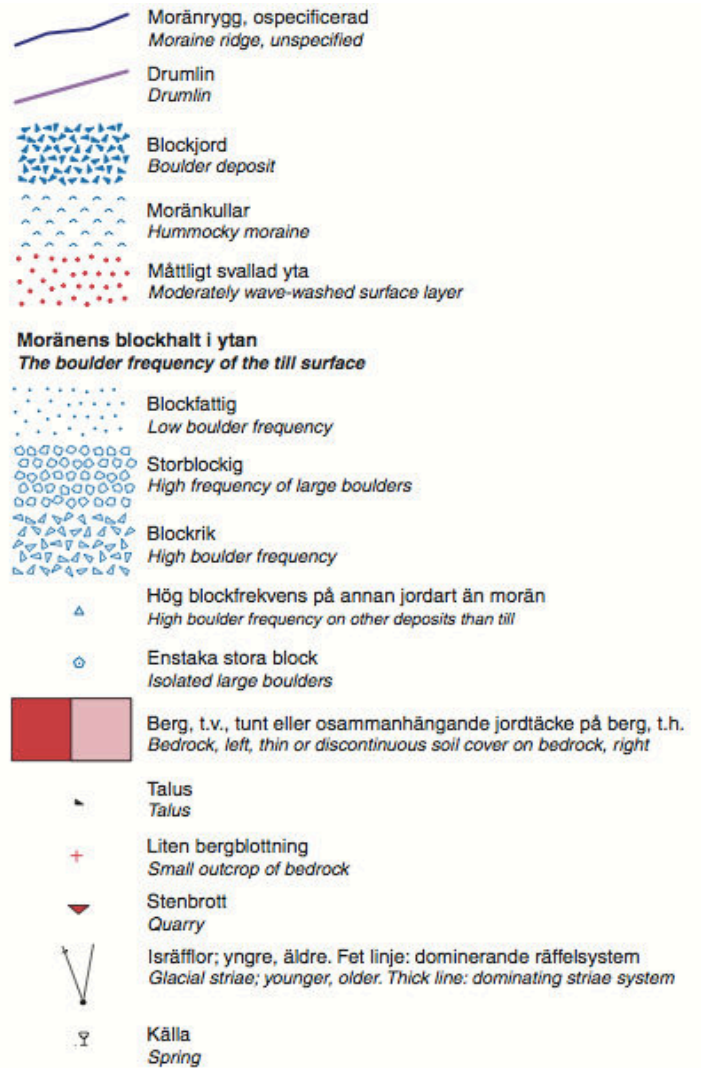 Moränrygg, ospecificerad
Moraine ridge, unspecified
Drumlin
Drumlin
Blockjord
Boulder deposit
Moränkullar
Hummocky moraine
Måttligt svallad yta
Moderately wave-washed surface layer
Moränens blockhalt i ytan
The boulder frequency of the till surface
Blockfattig
Low boulder frequency
Storblockig
High frequency of large boulders
Blockrik
High boulder frequency
Hög blockfrekvens på annan jordart än morän
High boulder frequency on other deposits than till
Enstaka stora block
Isolated large boulders
Berg, t.v., tunt eller osammanhängande jordtäcke på berg, t.h.
Bedrock, left, thin or discontinuous soil cover on bedrock, right
Talus
Talus
Liten bergblottning
Small outcrop of bedrock
Stenbrott
Quarry
Isräfflor; yngre, äldre. Fet linje: dominerande räffelsystem
Glacial striae; younger, older. Thick line: dominating striae system
Källa
Spring